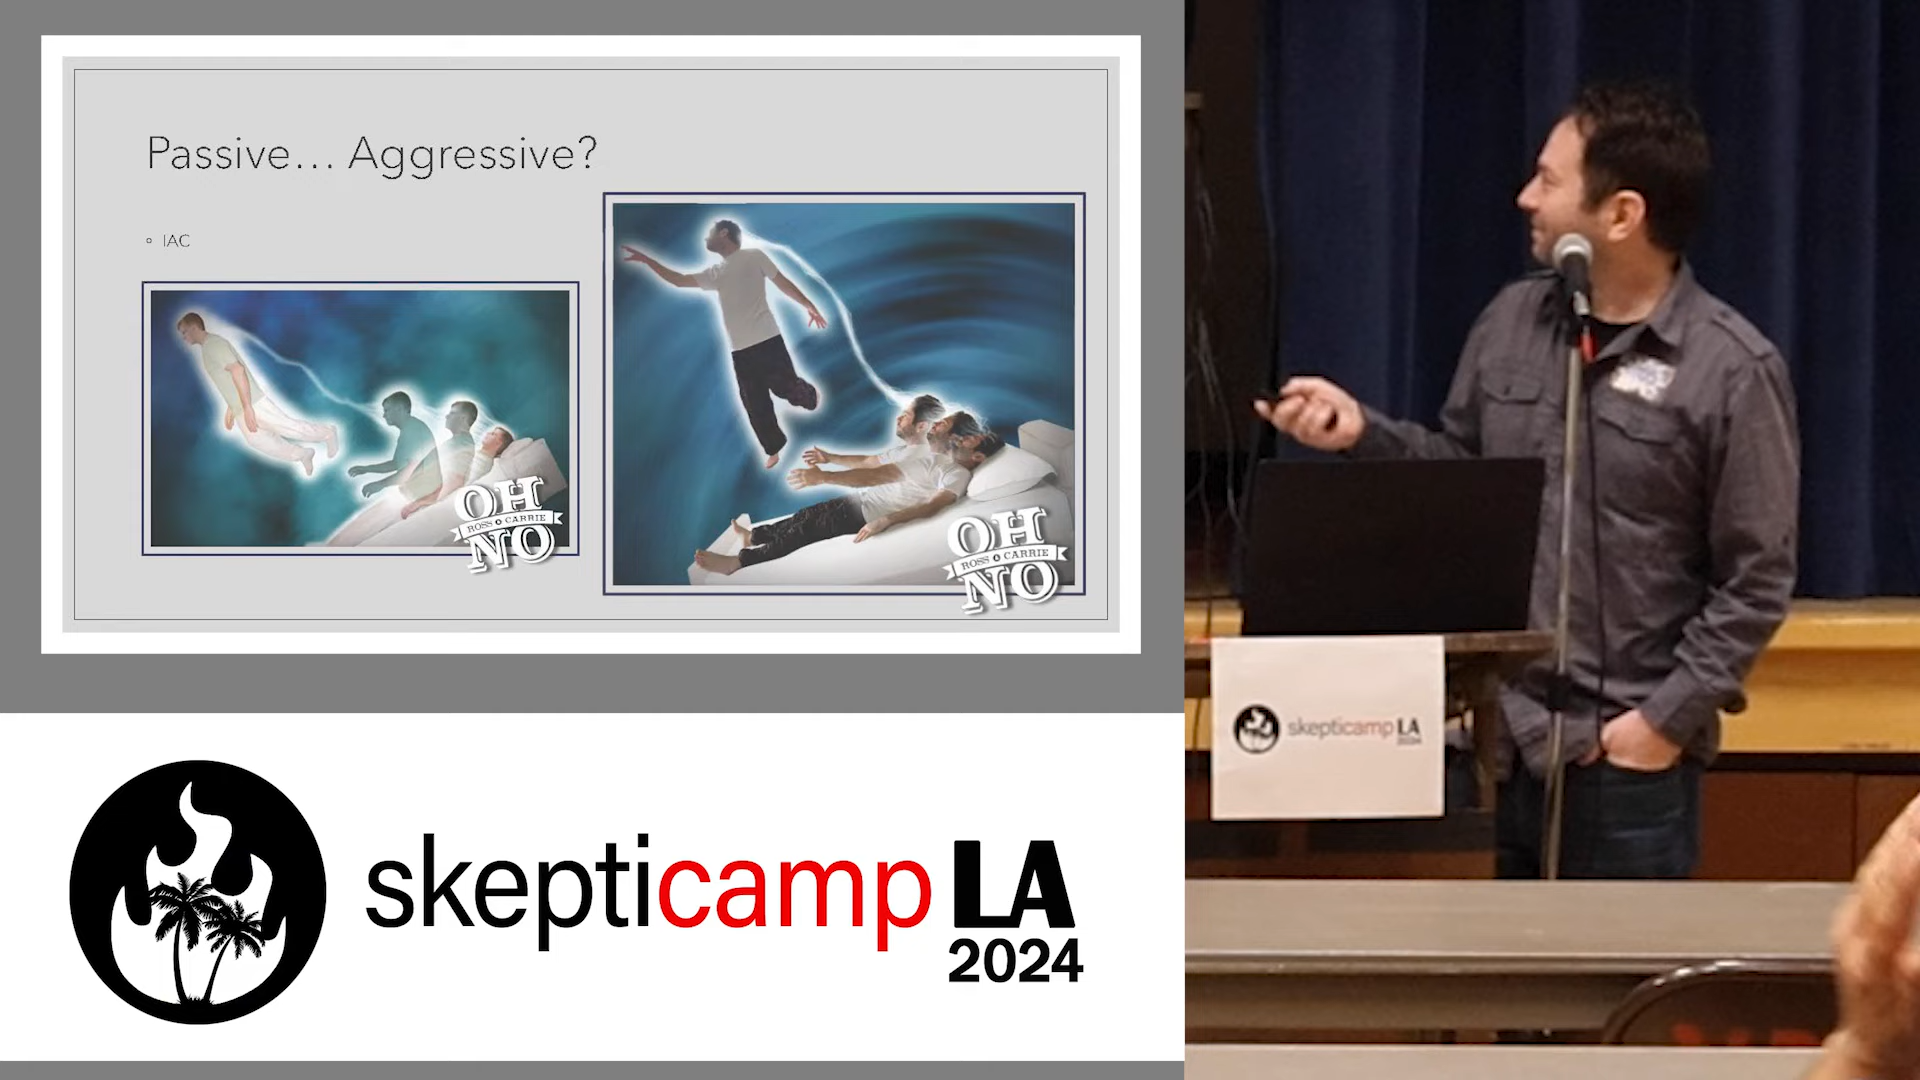 Passive... Aggressive?
IAC
OH
ROSS & CARRIE
NO
OH
ROSS & CARRIE
NO
skepticamp LA
2024
skepticamp LA
2024